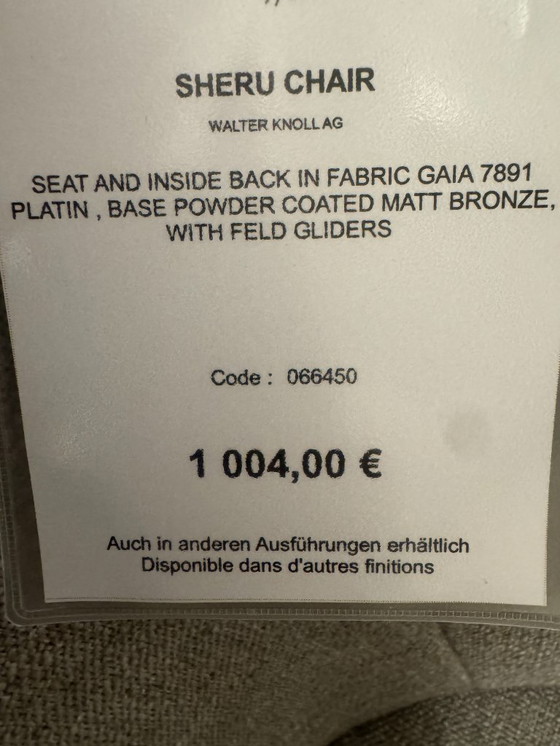 SHERU CHAIR
WALTER KNOLL AG
SEAT AND INSIDE BACK IN FABRIC GAIA 7891
PLATIN , BASE POWDER COATED MATT BRONZE,
WITH FELD GLIDERS
Code : 066450
1 004,00 €
Auch in anderen Ausführungen erhältlich
Disponible dans d'autres finitions